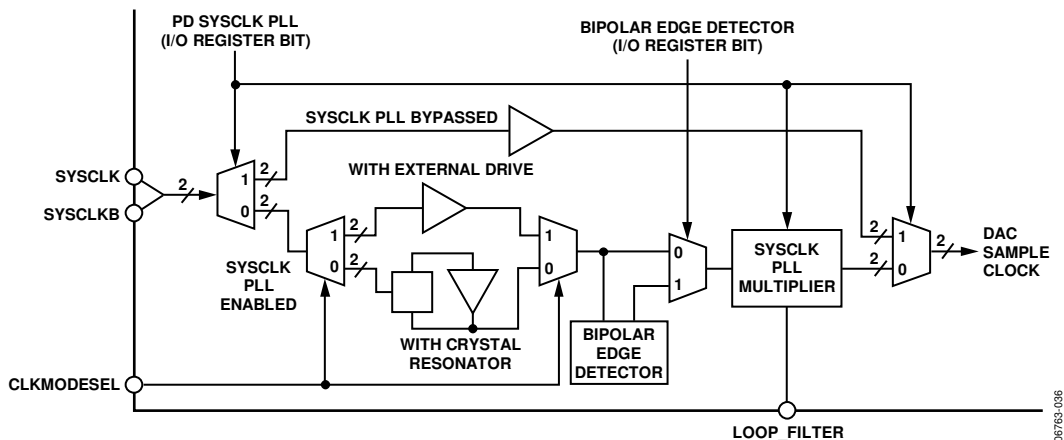 PD SYSCLK PLL
(I/O REGISTER BIT)
BIPOLAR EDGE DETECTOR
(I/O REGISTER BIT)
SYSCLK PLL BYPASSED
WITH EXTERNAL DRIVE
SYSCLK
SYSCLKB
2
1
0
2
2
SYSCLK
PLL
ENABLED
1
0
2
2
WITH CRYSTAL
RESONATOR
1
0
0
1
BIPOLAR
EDGE
DETECTOR
SYSCLK
PLL
MULTIPLIER
2
2
1
0
2
DAC
SAMPLE
CLOCK
CLKMODESEL
LOOP_FILTER
06763-036